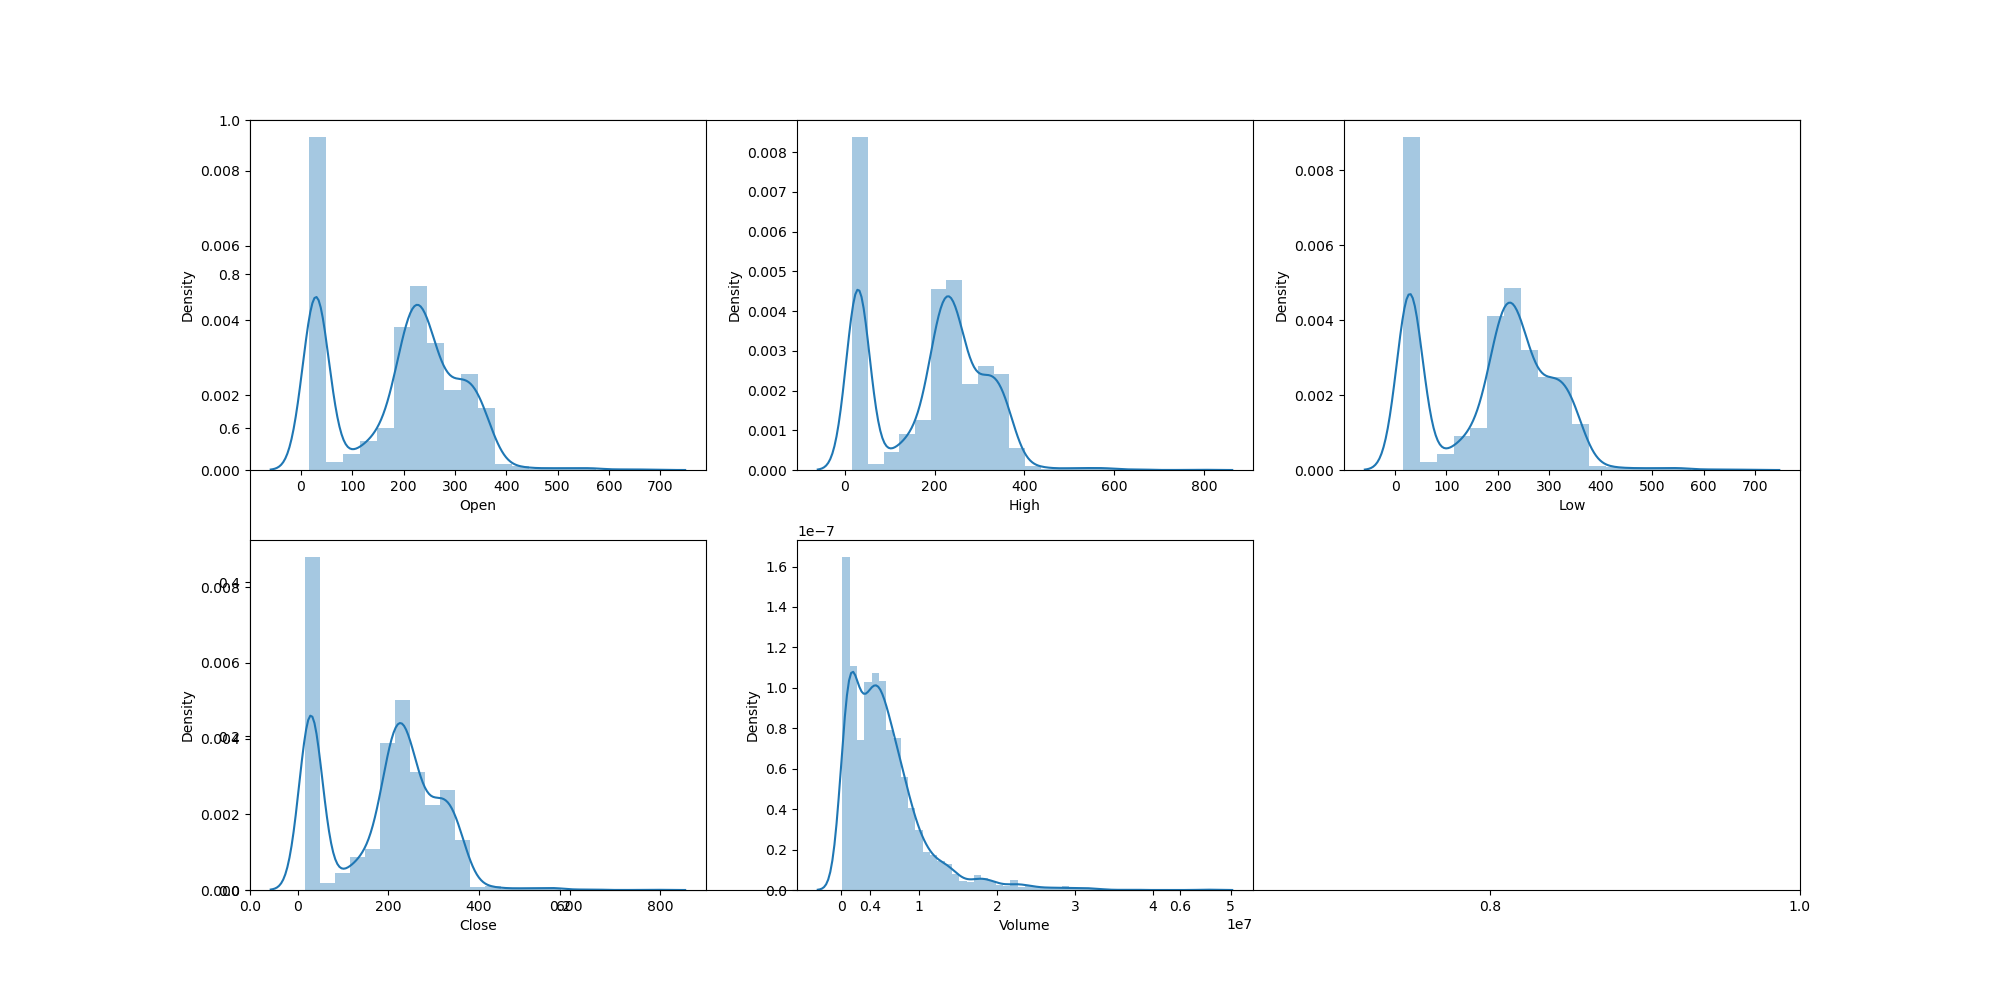 1.0
0.008
0.006
0.8
0.004
0.002
0.6
0.000
Density
0 100 200 300 400 500 600 700
Open
0.008
0.007
0.006
0.005
0.004
0.003
0.002
0.001
0.000
Density
0 200 400 600 800
High
0.008
0.006
0.004
0.002
0.000
Density
0 100 200 300 400 500 600 700
Low
0.4
0.008
0.006
0.2
0.004
0.002
0.000
0.0
Density
0.0 0 200 400 0.2 600 800
Close
1e−7
1.6
1.4
1.2
1.0
0.8
0.6
0.4
0.2
0.0
Density
0 0.4 1 2 3 4 0.6 5
1e7
Volume
0.8 1.0